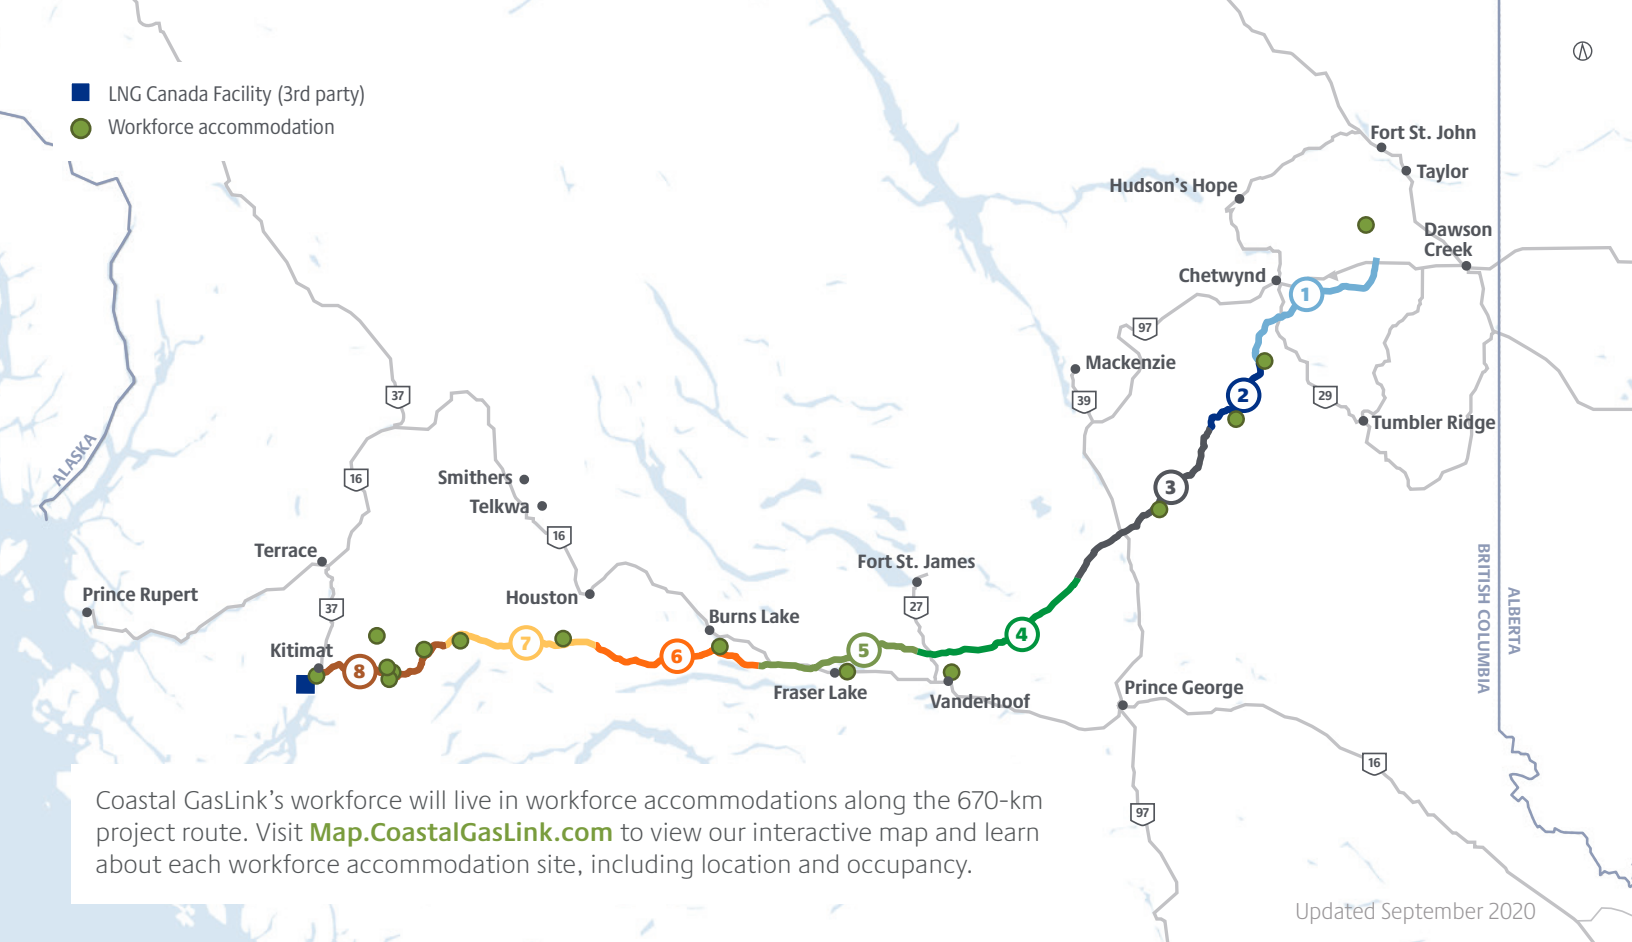 LNG Canada Facility (3rd party)
Workforce accommodation
Fort St. John
Taylor
Hudson's Hope
Dawson
Creek
Chetwynd
1
97
Mackenzie
39
2
29
Tumbler Ridge
37
ALASKA
16
Smithers
Telkwa
3
16
Terrace
Fort St. James
Prince Rupert
37
Houston
27
Burns Lake
BRITISH COLUMBIA
ALBERTA
Kitimat
8
7
6
5
4
Fraser Lake
Vanderhoof
Prince George
16
97
Coastal GasLink's workforce will live in workforce accommodations along the 670-km
project route. Visit Map.CoastalGasLink.com to view our interactive map and learn
about each workforce accommodation site, including location and occupancy.
Updated September 2020